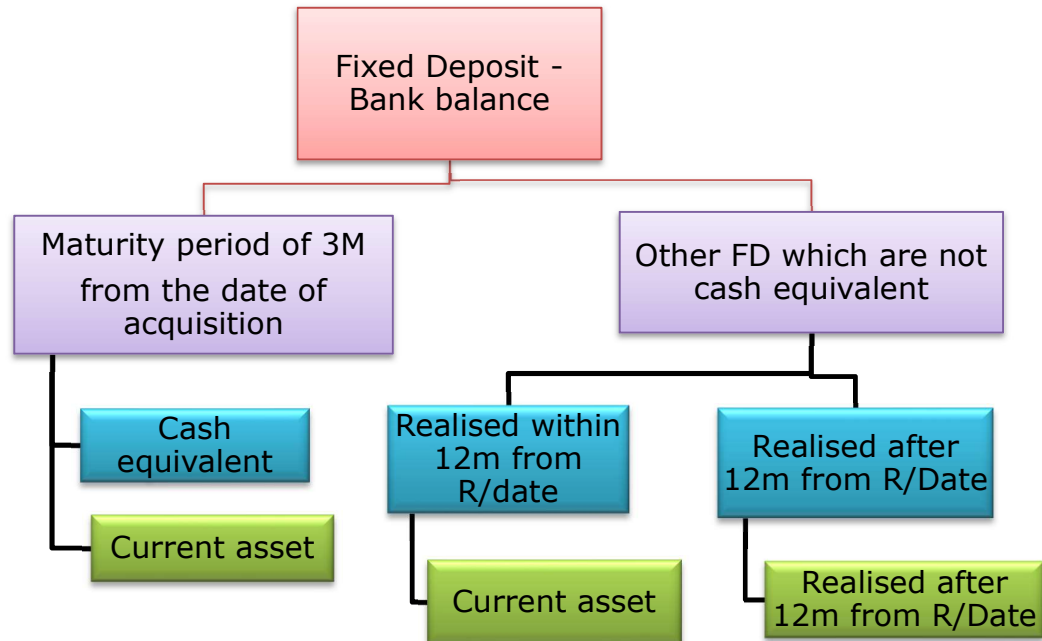 Fixed Deposit -
Bank balance
Maturity period of 3M
from the date of
acquisition
Other FD which are not
cash equivalent
Cash
equivalent
Current asset
Realised within
12m from
R/date
Current asset
Realised after
12m from R/Date
Realised after
12m from R/Date